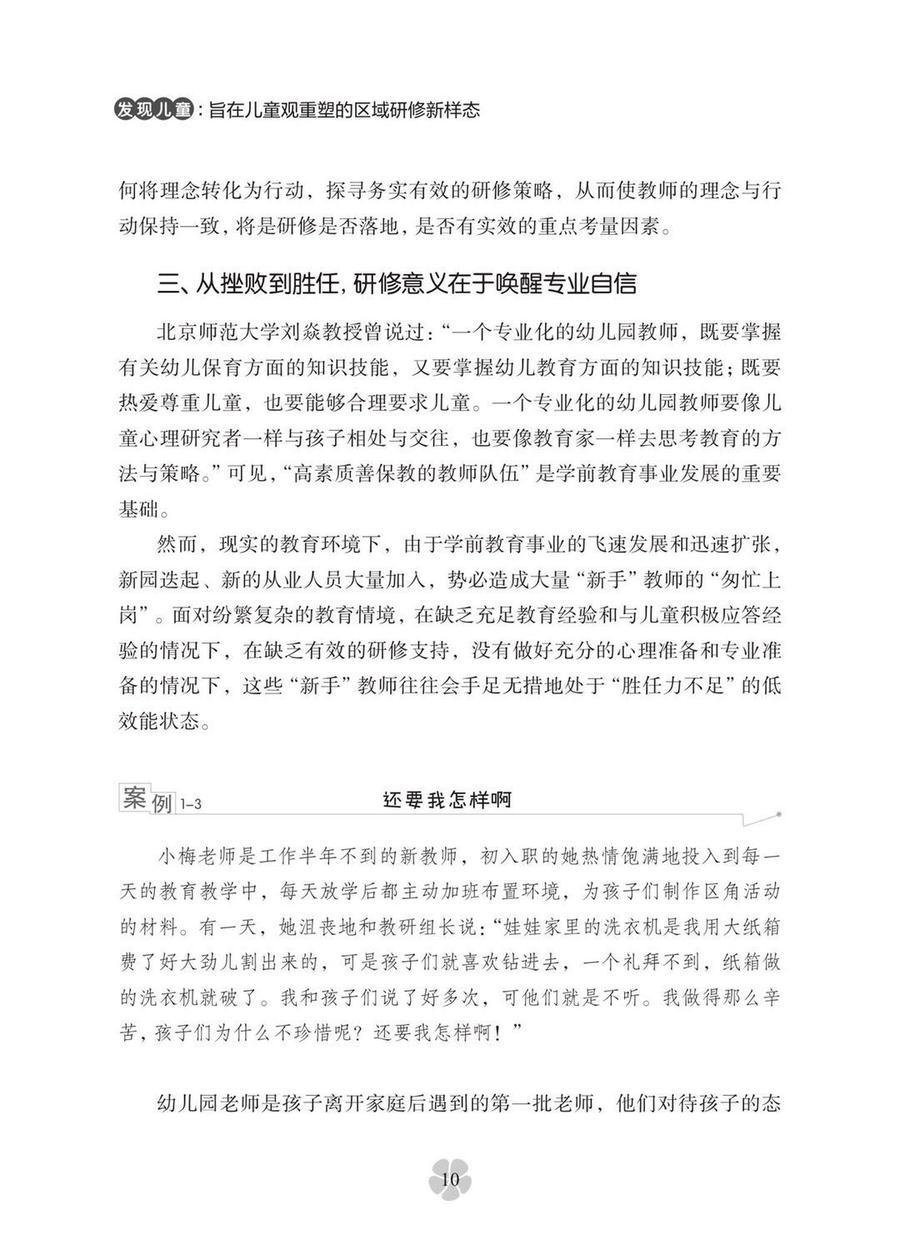 发现儿童：旨在儿童观重塑的区域研修新样态
何将理念转化为行动，探寻务实有效的研修策略，从而使教师的理念与行
动保持一致，将是研修是否落地，是否有实效的重点考量因素。
三、从挫败到胜任，研修意义在于唤醒专业自信
北京师范大学刘焱教授曾说过：“一个专业化的幼儿园教师，既要掌握
有关幼儿保育方面的知识技能，又要掌握幼儿教育方面的知识技能；既要
热爱尊重儿童，也要能够合理要求儿童。一个专业化的幼儿园教师要像儿
童心理研究者一样与孩子相处与交往，也要像教育家一样去思考教育的方
法与策略。”可见，“高素质善保教的教师队伍”是学前教育事业发展的重要
基础。
然而，现实的教育环境下，由于学前教育事业的飞速发展和迅速扩张，
新园迭起、新的从业人员大量加入，势必造成大量“新手”教师的“匆忙上
岗”。面对纷繁复杂的教育情境，在缺乏充足教育经验和与儿童积极应答经
验的情况下，在缺乏有效的研修支持，没有做好充分的心理准备和专业准
备的情况下，这些“新手”教师往往会手足无措地处于“胜任力不足”的低
效能状态。
案例 1-3 还要我怎样啊
小梅老师是工作半年不到的新教师，初入职的她热情饱满地投入到每一
天的教育教学中，每天放学后都主动加班布置环境，为孩子们制作区角活动
的材料。有一天，她沮丧地和教研组长说：“娃娃家里的洗衣机是我用大纸箱
费了好大劲儿割出来的，可是孩子们就喜欢钻进去，一个礼拜不到，纸箱做
的洗衣机就破了。我和孩子们说了好多次，可他们就是不听。我做得那么辛
苦，孩子们为什么不珍惜呢？还要我怎样啊！”
幼儿园老师是孩子离开家庭后遇到的第一批老师，他们对待孩子的态
10